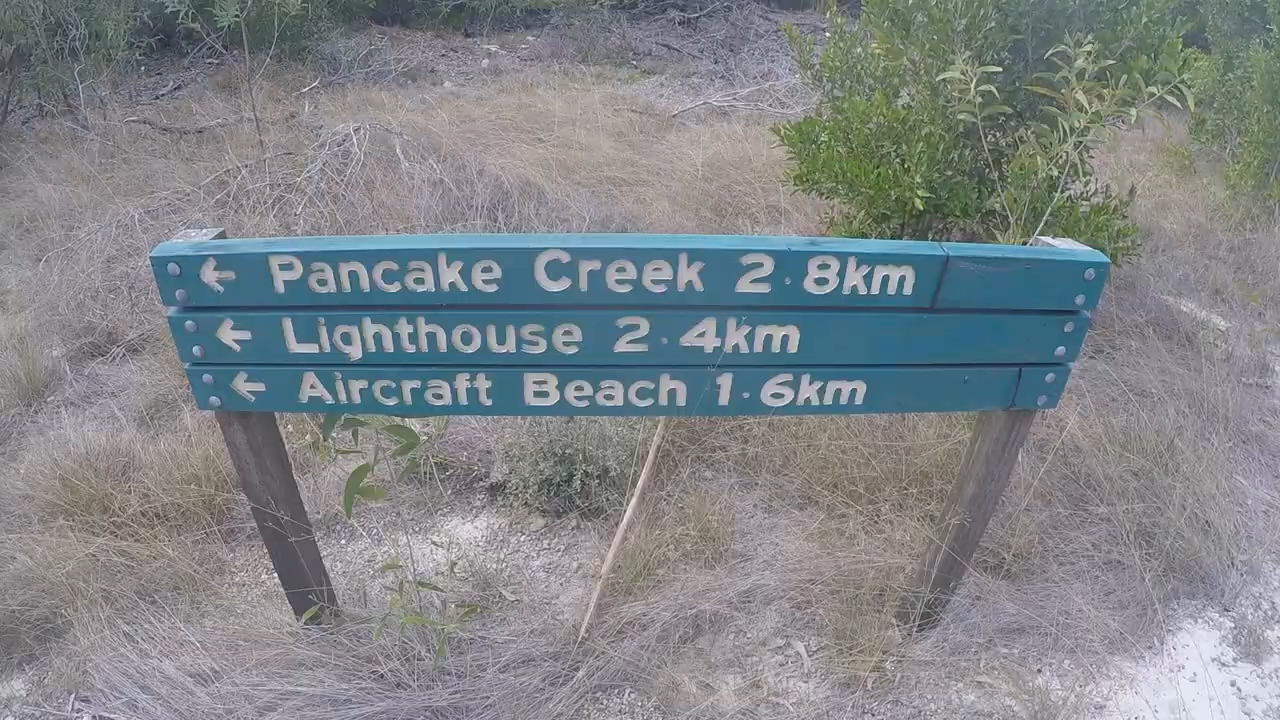 ← Pancake Creek 2.8km
← Lighthouse 2.4km
← Aircraft Beach 1.6km